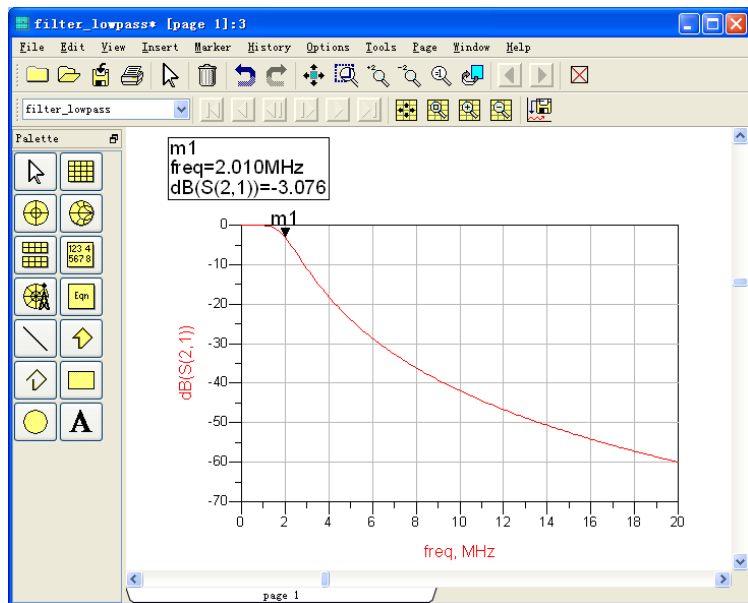 filter_lowpass* [page 1]:3
File Edit View Insert Marker History Options Tools Page Window Help
+2 -2
filter_lowpass
Palette
123 4
567 8
Eqn
A
m1
freq=2.010MHz
dB(S(2,1))=-3.076
m1
0
-10
-20
-30
-40
-50
-60
-70
dB(S(2,1))
0 2 4 6 8 10 12 14 16 18 20
freq, MHz
page 1